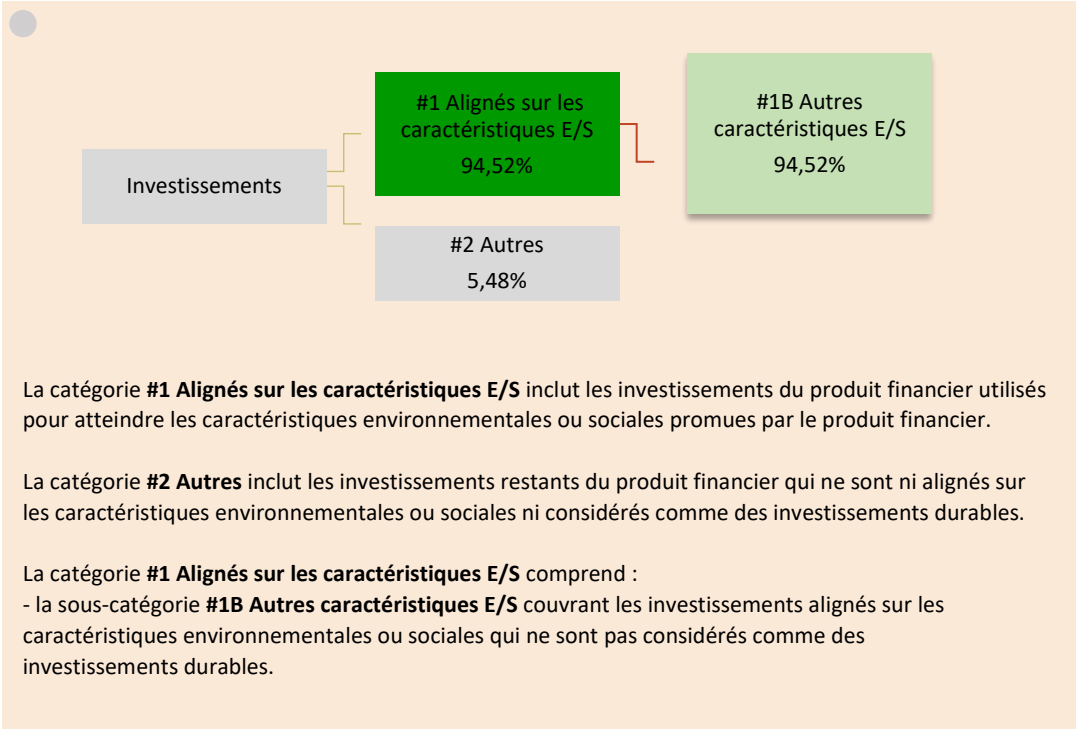 Investissements
#1 Alignés sur les
caractéristiques E/S
94,52%
#1B Autres
caractéristiques E/S
94,52%
#2 Autres
5,48%
La catégorie #1 Alignés sur les caractéristiques E/S inclut les investissements du produit financier utilisés
pour atteindre les caractéristiques environnementales ou sociales promues par le produit financier.
La catégorie #2 Autres inclut les investissements restants du produit financier qui ne sont ni alignés sur
les caractéristiques environnementales ou sociales ni considérés comme des investissements durables.
La catégorie #1 Alignés sur les caractéristiques E/S comprend :
- la sous-catégorie #1B Autres caractéristiques E/S couvrant les investissements alignés sur les
caractéristiques environnementales ou sociales qui ne sont pas considérés comme des
investissements durables.